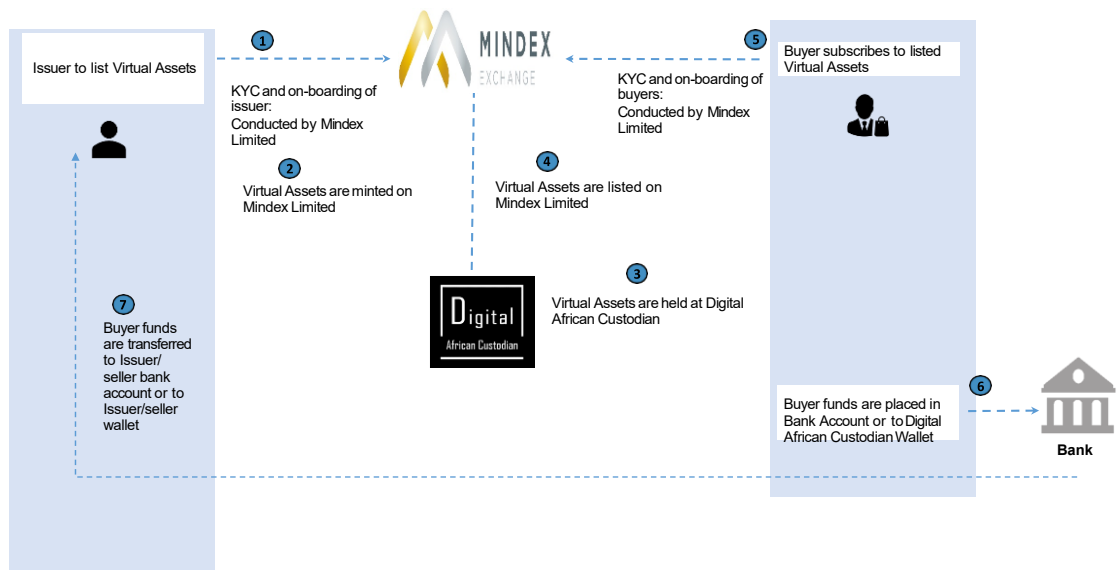 Issuer to list Virtual Assets
1
KYC and on-boarding of
issuer:
Conducted by Mindex
Limited
2
Virtual Assets are minted on
Mindex Limited
MINDEX
EXCHANGE
5
KYC and on-boarding of
buyers:
Conducted by Mindex
Limited
Buyer subscribes to listed
Virtual Assets
4
Virtual Assets are listed on
Mindex Limited
3
Virtual Assets are held at Digital
African Custodian
Digital
African Custodian
7
Buyer funds
are transferred
to Issuer/
seller bank
account or to
Issuer/seller
wallet
Buyer funds are placed in
Bank Account or to Digital
African Custodian Wallet
6
Bank